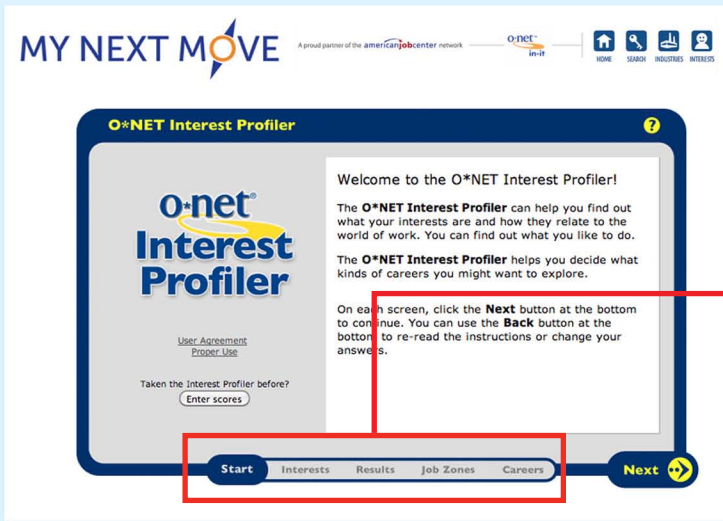 MY NEXT MOVE
A proud partner of the americanjobcenter network
o·net® in-it
HOME SEARCH INDUSTRIES INTERESTS
O*NET Interest Profiler ?
o*net®
Interest
Profiler
User Agreement
Proper Use
Taken the Interest Profiler before?
Enter scores
Welcome to the O*NET Interest Profiler!
The O*NET Interest Profiler can help you find out
what your interests are and how they relate to the
world of work. You can find out what you like to do.
The O*NET Interest Profiler helps you decide what
kinds of careers you might want to explore.
On each screen, click the Next button at the bottom
to continue. You can use the Back button at the
bottom to re-read the instructions or change your
answers.
Start Interests Results Job Zones Careers
Next